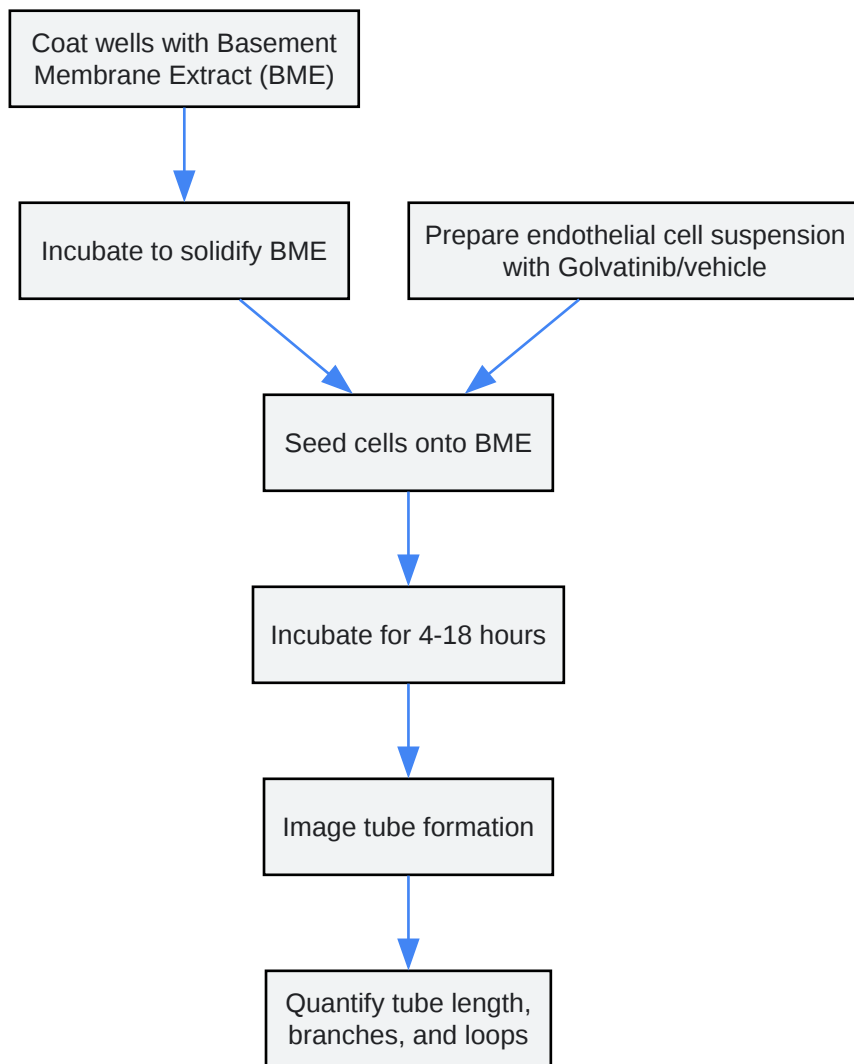 Coat wells with Basement
Membrane Extract (BME)
Incubate to solidify BME
Prepare endothelial cell suspension
with Golvatinib/vehicle
Seed cells onto BME
Incubate for 4-18 hours
Image tube formation
Quantify tube length,
branches, and loops